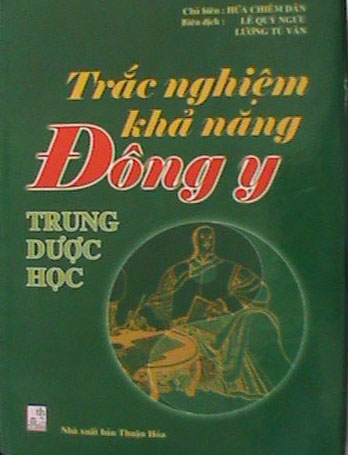 Chủ biên : HỨA CHIẾM DÂN
Biên dịch : LÊ QUÝ NGƯU
LƯƠNG TÚ VÂN
Trắc nghiệm
khả năng
Đông y
TRUNG
DƯỢC
HỌC
Nhà xuất bản Thuận Hóa